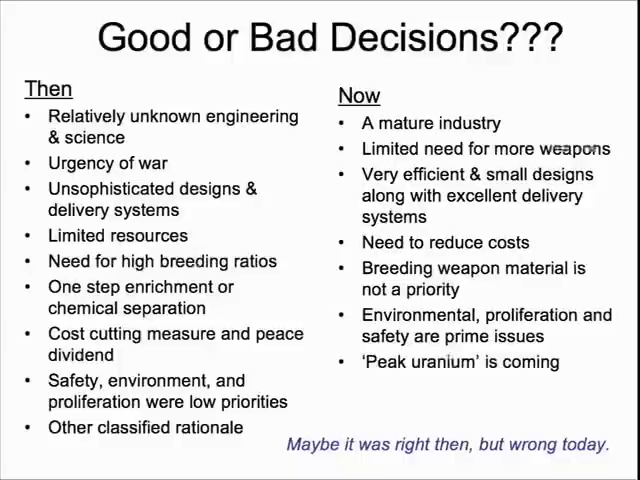 Good or Bad Decisions???
Then
• Relatively unknown engineering
& science
• Urgency of war
• Unsophisticated designs &
delivery systems
• Limited resources
• Need for high breeding ratios
• One step enrichment or
chemical separation
• Cost cutting measure and peace
dividend
• Safety, environment, and
proliferation were low priorities
• Other classified rationale
Now
• A mature industry
• Limited need for more weapons
• Very efficient & small designs
along with excellent delivery
systems
• Need to reduce costs
• Breeding weapon material is
not a priority
• Environmental, proliferation and
safety are prime issues
• ‘Peak uranium’ is coming
Maybe it was right then, but wrong today.